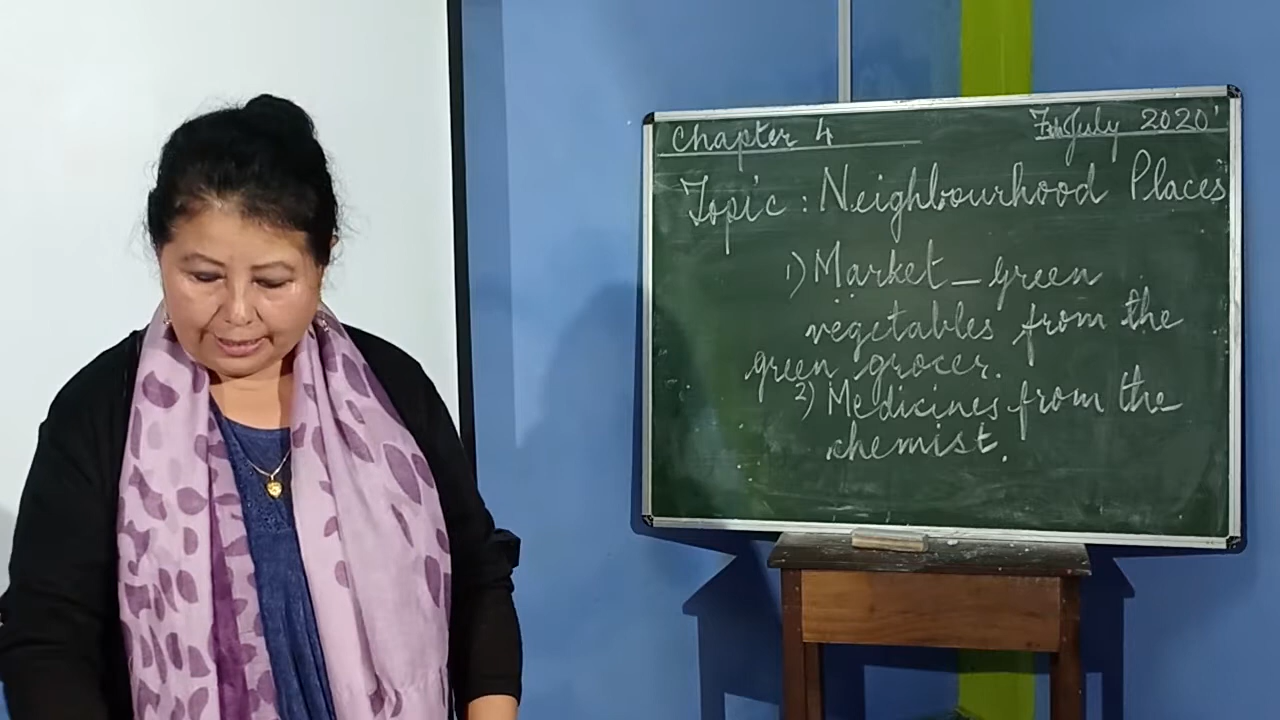 Chapter 4 7th July 2020
Topic : Neighbourhood Places
1) Market - green
vegetables from the
green grocer.
2) Medicines from the
chemist.